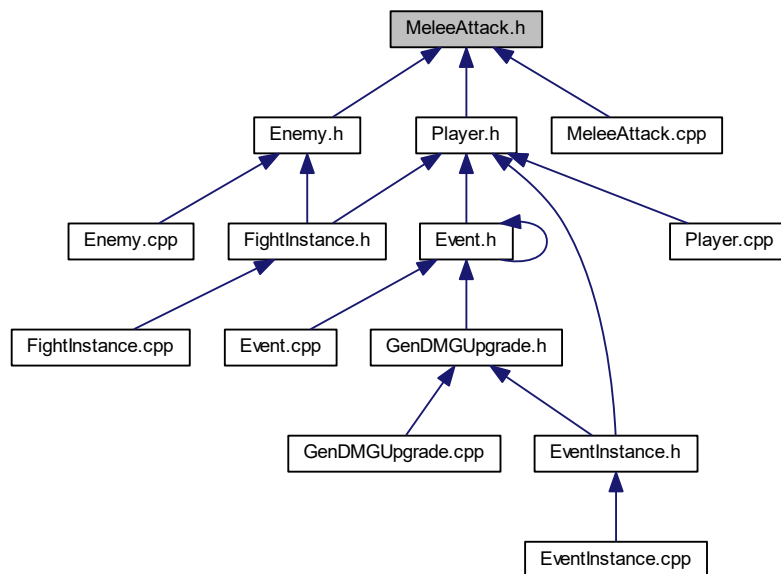 MeleeAttack.h
Enemy.h
Player.h
MeleeAttack.cpp
Enemy.cpp
FightInstance.h
Event.h
Player.cpp
FightInstance.cpp
Event.cpp
GenDMGUpgrade.h
GenDMGUpgrade.cpp
EventInstance.h
EventInstance.cpp